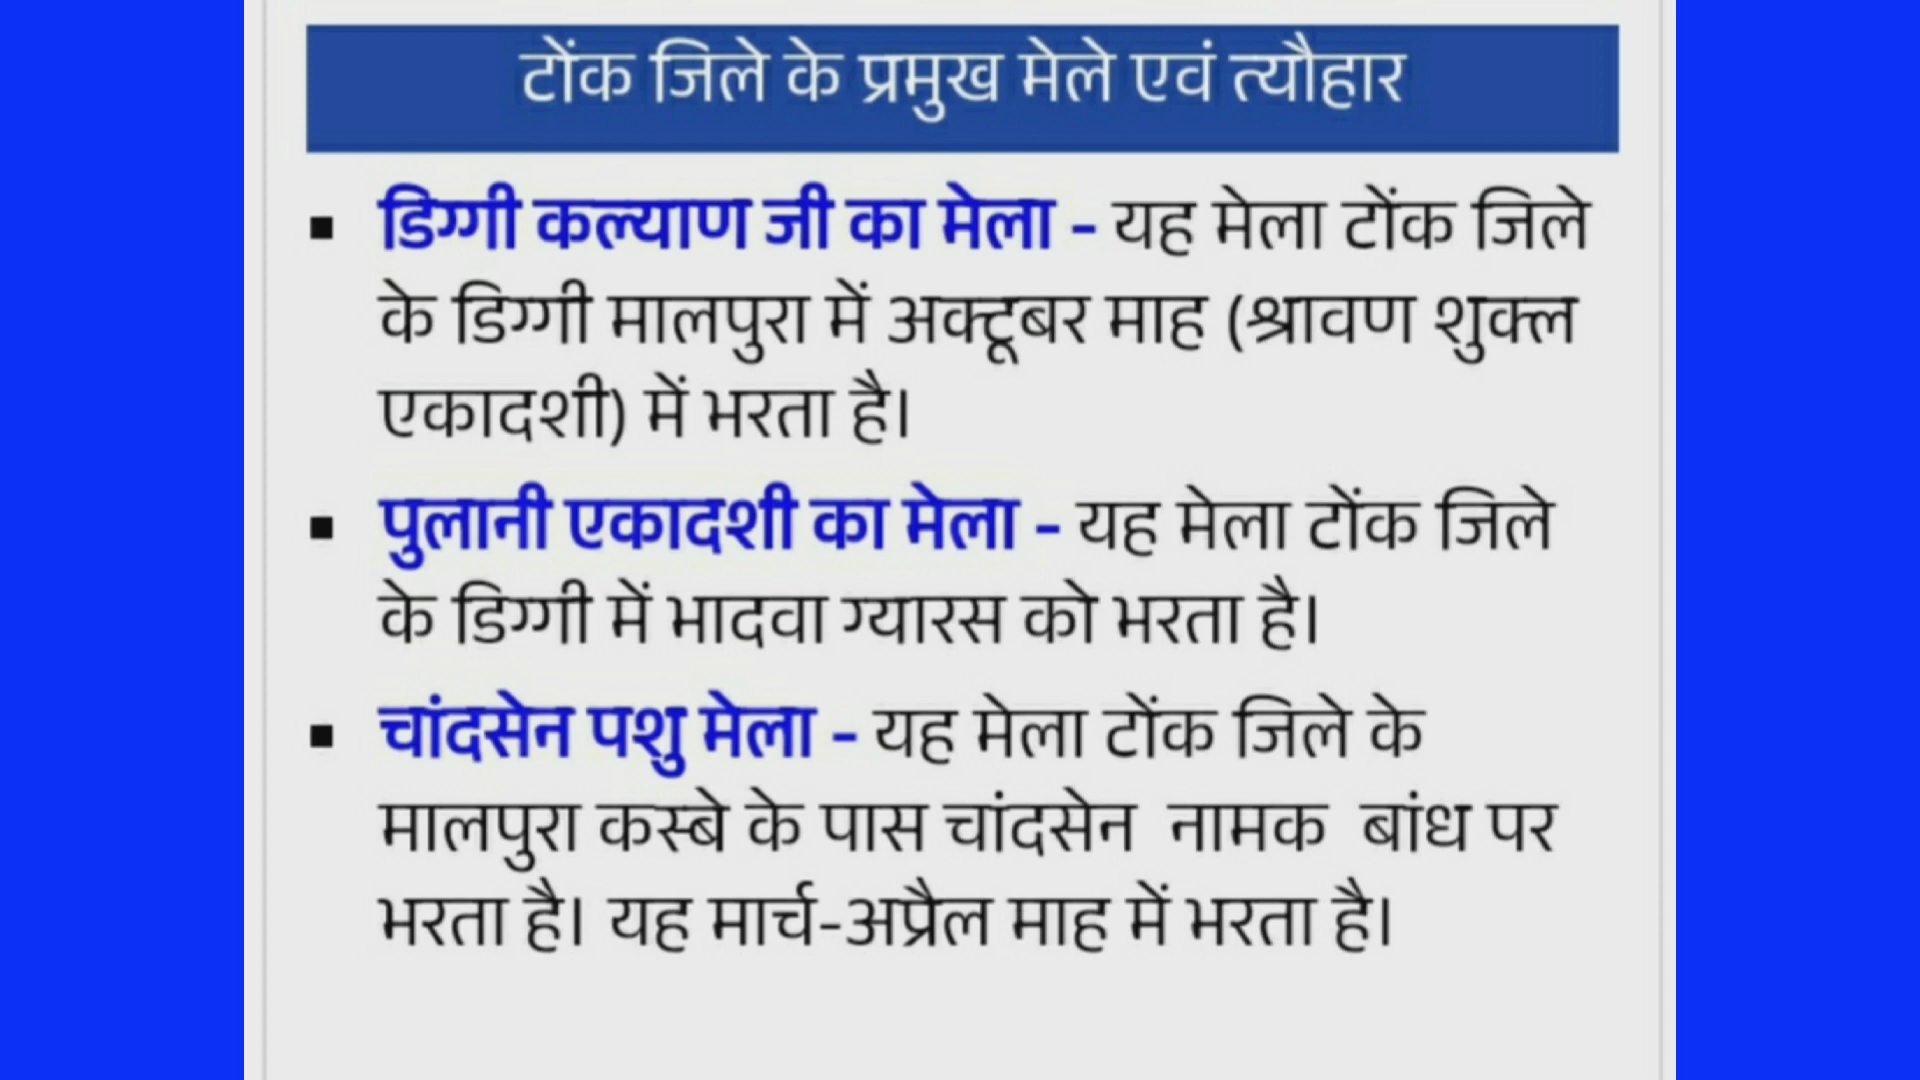 टोंक जिले के प्रमुख मेले एवं त्यौहार
▪ डिग्गी कल्याण जी का मेला - यह मेला टोंक जिले
के डिग्गी मालपुरा में अक्टूबर माह (श्रावण शुक्ल
एकादशी) में भरता है।
▪ पुलानी एकादशी का मेला - यह मेला टोंक जिले
के डिग्गी में भादवा ग्यारस को भरता है।
▪ चांदसेन पशु मेला - यह मेला टोंक जिले के
मालपुरा कस्बे के पास चांदसेन नामक बांध पर
भरता है। यह मार्च-अप्रैल माह में भरता है।